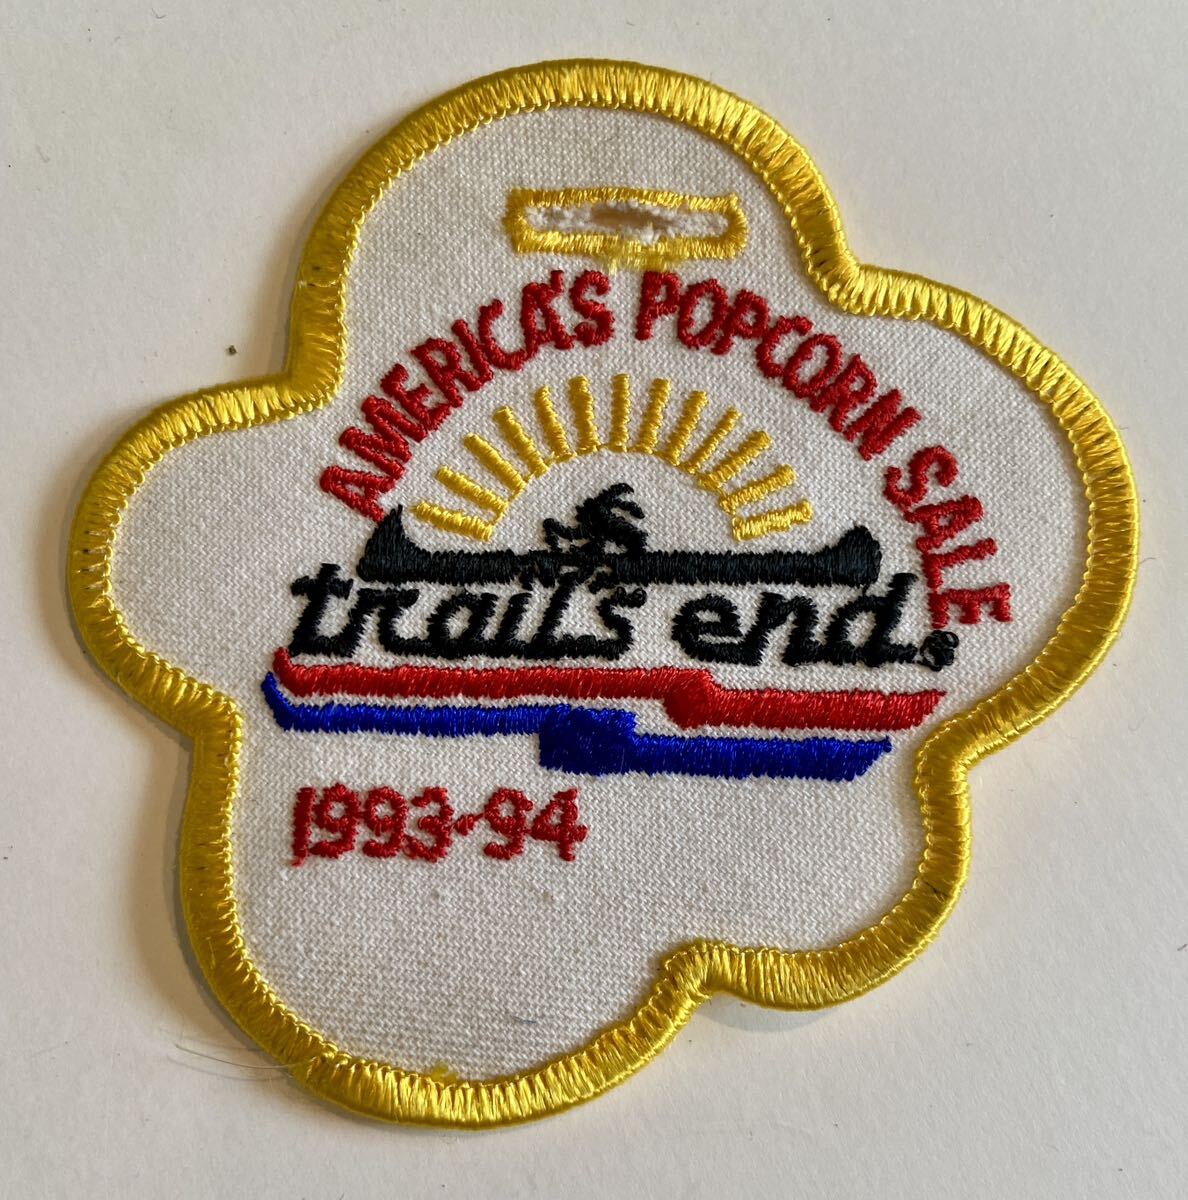 AMERICA'S POPCORN SALE
trail's end®
1993-94